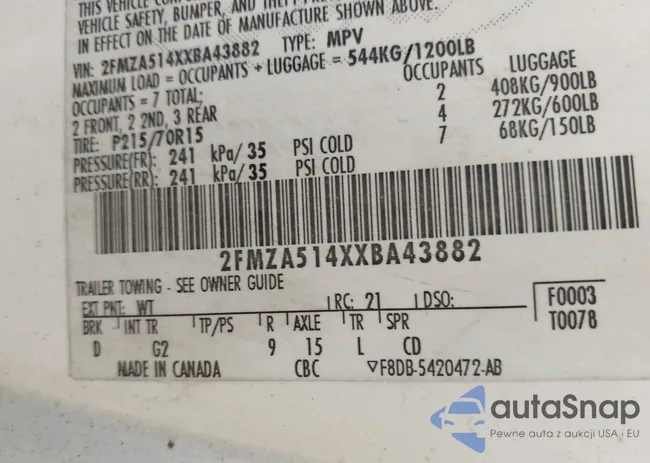 THIS VEHICLE
VEHICLE SAFETY, BUMPER, AND THEFT
IN EFFECT ON THE DATE OF MANUFACTURE SHOWN ABOVE.
VIN: 2FMZA514XXBA43882 TYPE: MPV
MAXIMUM LOAD = OCCUPANTS + LUGGAGE = 544KG/1200LB
OCCUPANTS = 7 TOTAL; OCCUPANTS LUGGAGE
2 FRONT, 2 2ND, 3 REAR 2 408KG/900LB
TIRE: P215/70R15 4 272KG/600LB
PRESSURE(FR): 241 kPa/ 35 PSI COLD 7 68KG/150LB
PRESSURE(RR): 241 kPa/ 35 PSI COLD
2FMZA514XXBA43882
TRAILER TOWING - SEE OWNER GUIDE
EXT PNT: WT RC: 21 DSO: F0003
BRK INT TR TP/PS R AXLE TR SPR T0078
D G2 9 15 L CD
MADE IN CANADA CBC ▽F8DB-5420472-AB
autaSnap
Pewne auta z aukcji USA i EU